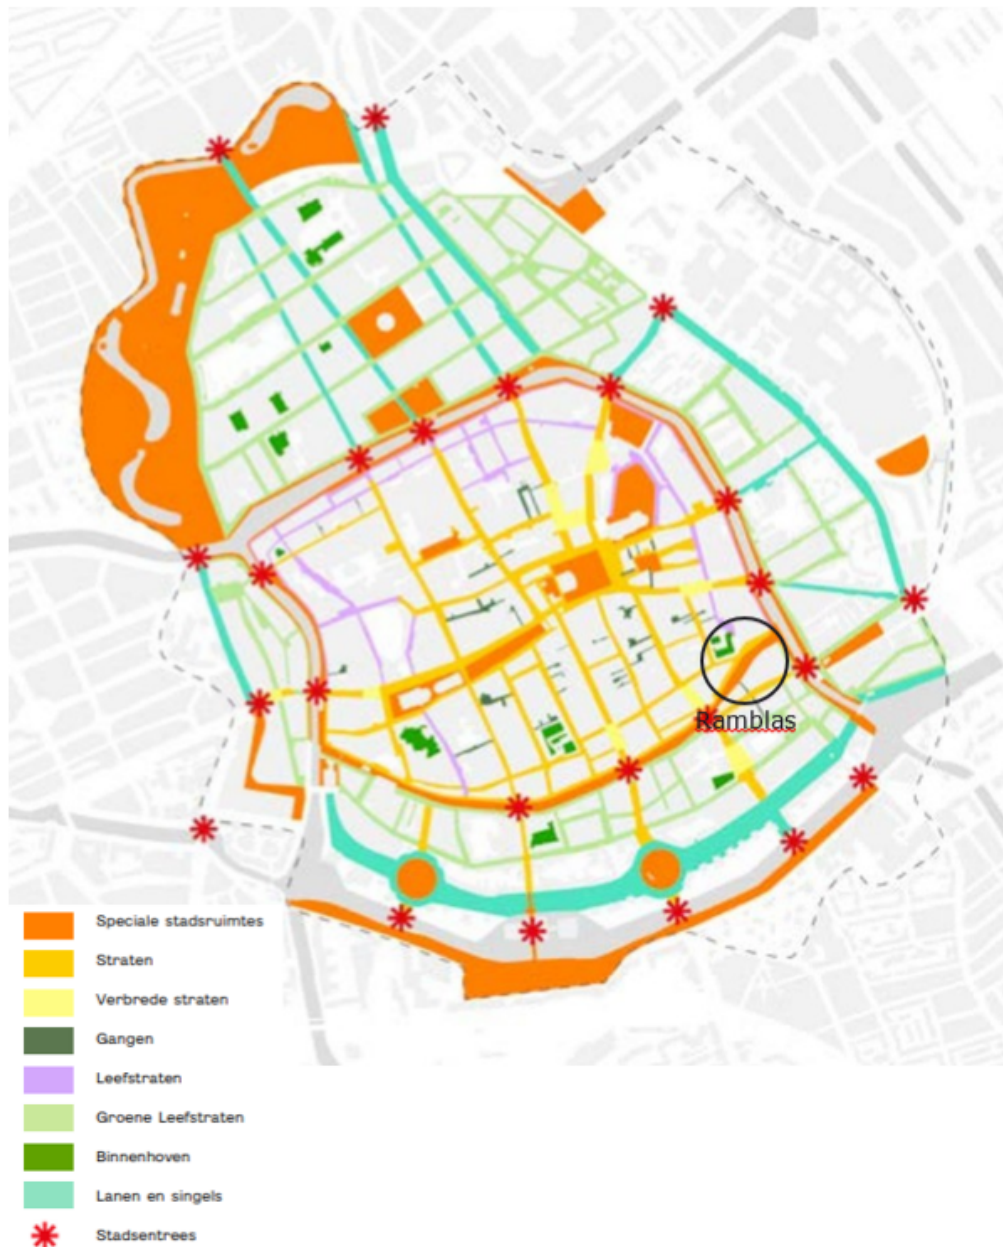 Ramblas
Speciale stadsruimtes
Straten
Verbrede straten
Gangen
Leefstraten
Groene Leefstraten
Binnenhoven
Lanen en singels
Stadsentrees